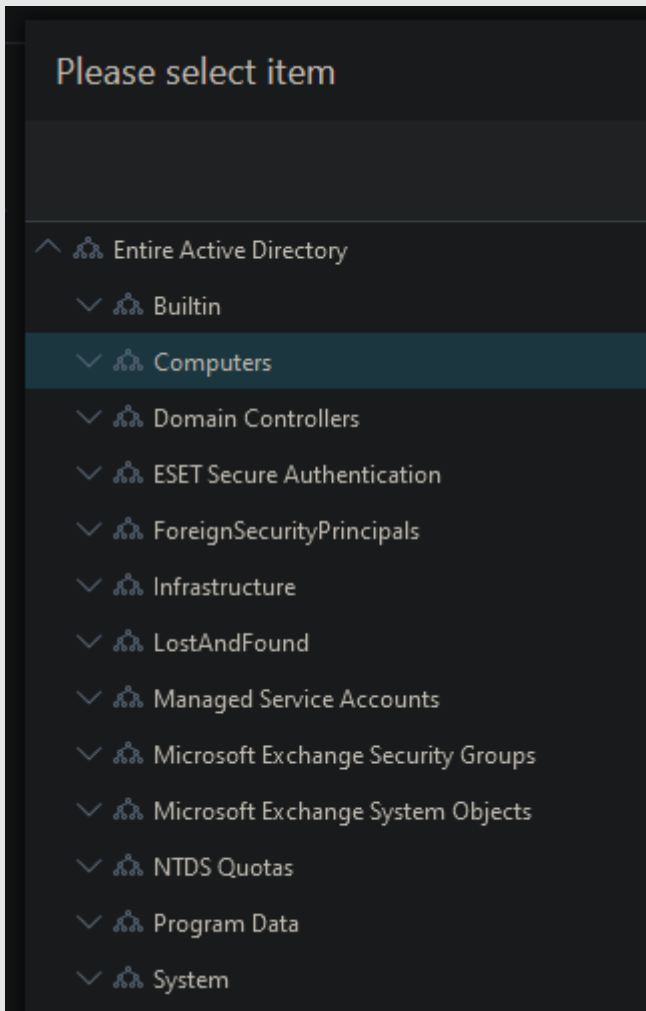 Please select item
Entire Active Directory
Builtin
Computers
Domain Controllers
ESET Secure Authentication
ForeignSecurityPrincipals
Infrastructure
LostAndFound
Managed Service Accounts
Microsoft Exchange Security Groups
Microsoft Exchange System Objects
NTDS Quotas
Program Data
System